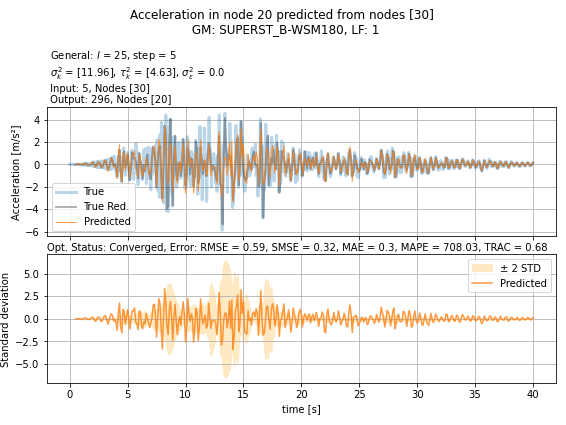 Acceleration in node 20 predicted from nodes [30]
GM: SUPERST_B-WSM180, LF: 1
General: l = 25, step = 5
σ²ₖ = [11.96], τ²ₖ = [4.63], σ²ε = 0.0
Input: 5, Nodes [30]
Output: 296, Nodes [20]
Acceleration [m/s²]
4
2
0
−2
−4
−6
True
True Red.
Predicted
Opt. Status: Converged, Error: RMSE = 0.59, SMSE = 0.32, MAE = 0.3, MAPE = 708.03, TRAC = 0.68
Standard deviation
5.0
2.5
0.0
−2.5
−5.0
± 2 STD
Predicted
0 5 10 15 20 25 30 35 40
time [s]